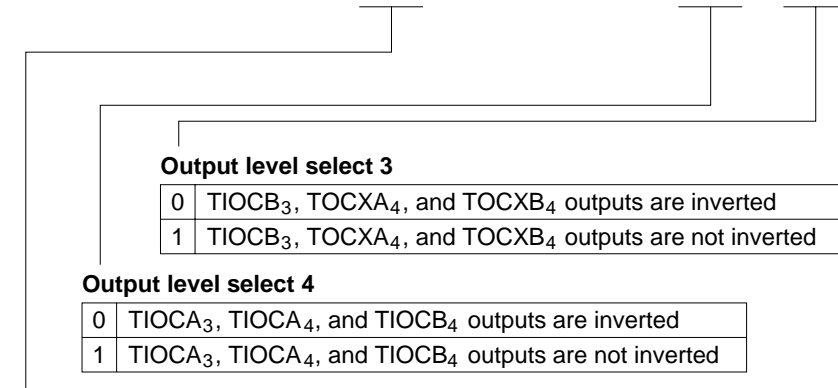 Output level select 3
0 TIOCB₃, TOCXA₄, and TOCXB₄ outputs are inverted
1 TIOCB₃, TOCXA₄, and TOCXB₄ outputs are not inverted
Output level select 4
0 TIOCA₃, TIOCA₄, and TIOCB₄ outputs are inverted
1 TIOCA₃, TIOCA₄, and TIOCB₄ outputs are not inverted